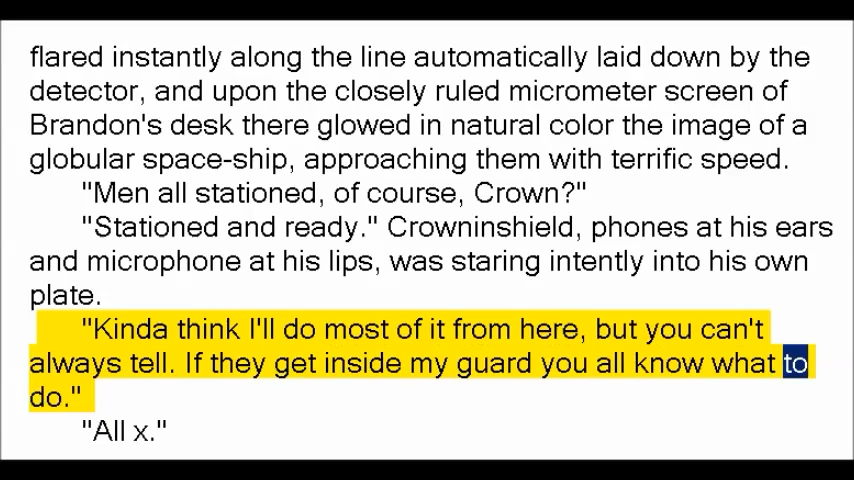 flared instantly along the line automatically laid down by the
detector, and upon the closely ruled micrometer screen of
Brandon's desk there glowed in natural color the image of a
globular space-ship, approaching them with terrific speed.
"Men all stationed, of course, Crown?"
"Stationed and ready." Crowninshield, phones at his ears
and microphone at his lips, was staring intently into his own
plate.
"Kinda think I'll do most of it from here, but you can't
always tell. If they get inside my guard you all know what to
do."
"All x."